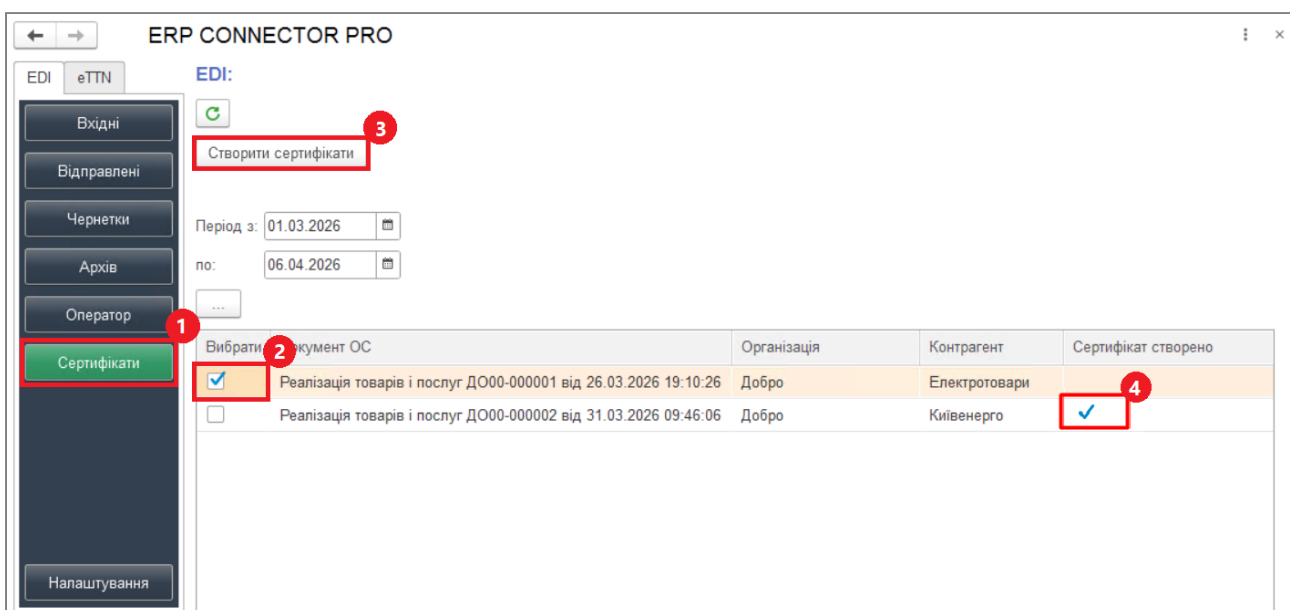 ERP CONNECTOR PRO
EDI eTTN
EDI:
Вхідні
3
Створити сертифікати
Відправлені
Чернетки
Період з: 01.03.2026
Архів
по: 06.04.2026
Оператор
...
1
Сертифікати
Вибрати 2 окумент ОС Організація Контрагент Сертифікат створено
Реалізація товарів і послуг ДО00-000001 від 26.03.2026 19:10:26 Добро Електротовари
4
Реалізація товарів і послуг ДО00-000002 від 31.03.2026 09:46:06 Добро Київенерго
Налаштування